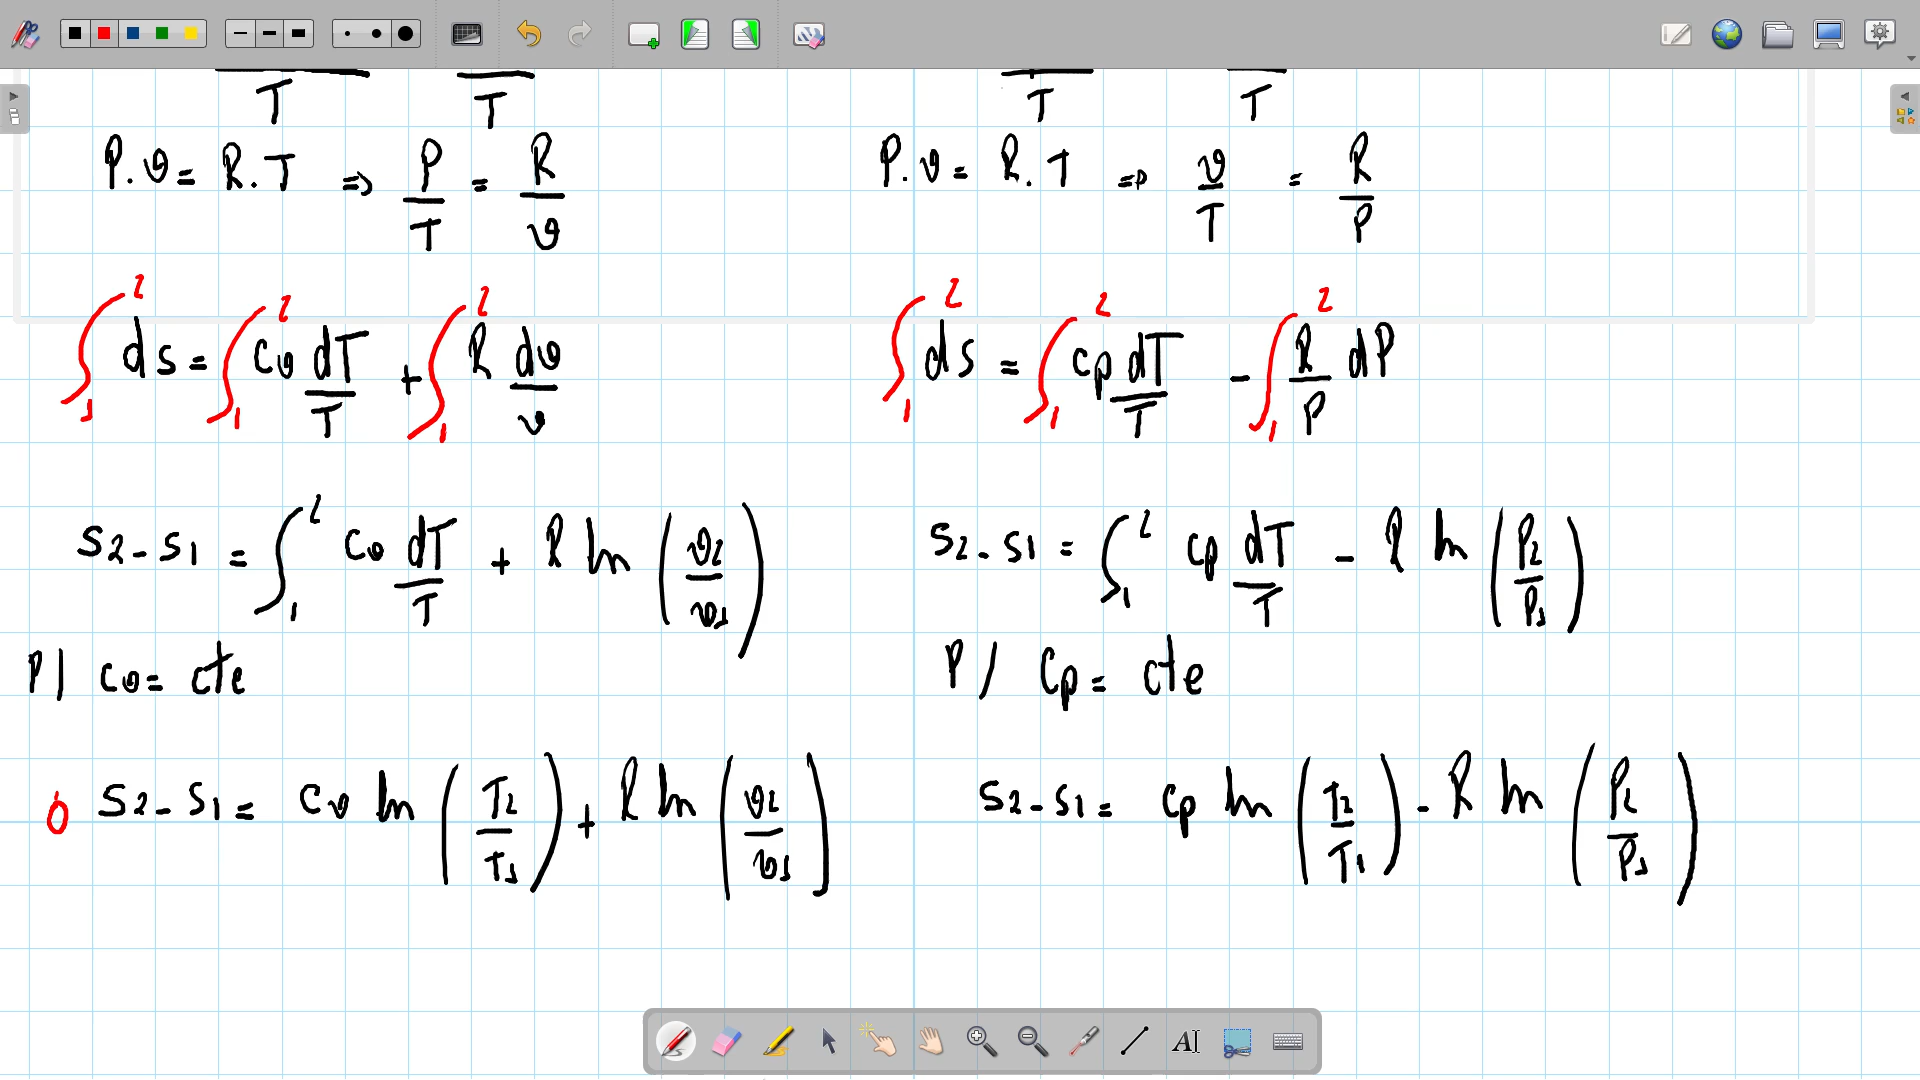 T T
P.v = R.T => P/T = R/v
∫₁² ds = ∫₁² cv dT/T + ∫₁² R dv/v
s2 - s1 = ∫₁² cv dT/T + R ln (v2/v1)
P/ cv = cte
0 s2 - s1 = cv ln (T2/T1) + R ln (v2/v1)
T T
P.v = R.T => v/T = R/P
∫₁² ds = ∫₁² cp dT/T - ∫₁² R/P dP
s2 - s1 = ∫₁² cp dT/T - R ln (P2/P1)
P/ Cp = cte
s2 - s1 = cp ln (T2/T1) - R ln (P2/P1)